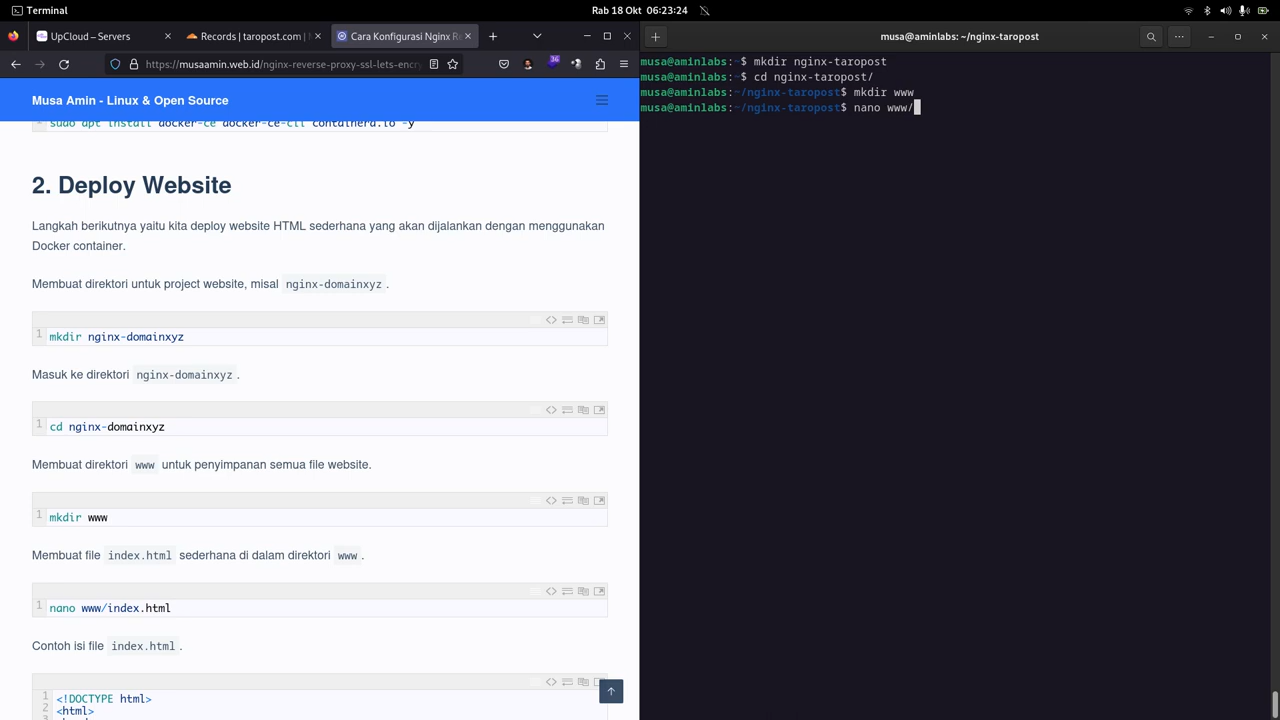 Terminal
Rab 18 Okt 06:23:24
UpCloud – Servers
Records | taropost.com |
Cara Konfigurasi Nginx R
https://musaamin.web.id/nginx-reverse-proxy-ssl-lets-encr
38
Musa Amin - Linux & Open Source
1 sudo apt install docker-ce docker-ce-cli containerd.io -y
2. Deploy Website
Langkah berikutnya yaitu kita deploy website HTML sederhana yang akan dijalankan dengan menggunakan
Docker container.
Membuat direktori untuk project website, misal nginx-domainxyz .
1 mkdir nginx-domainxyz
Masuk ke direktori nginx-domainxyz .
1 cd nginx-domainxyz
Membuat direktori www untuk penyimpanan semua file website.
1 mkdir www
Membuat file index.html sederhana di dalam direktori www .
1 nano www/index.html
Contoh isi file index.html .
1 <!DOCTYPE html>
2 <html>
musa@aminlabs: ~/nginx-taropost
musa@aminlabs:~$ mkdir nginx-taropost
musa@aminlabs:~$ cd nginx-taropost/
musa@aminlabs:~/nginx-taropost$ mkdir www
musa@aminlabs:~/nginx-taropost$ nano www/